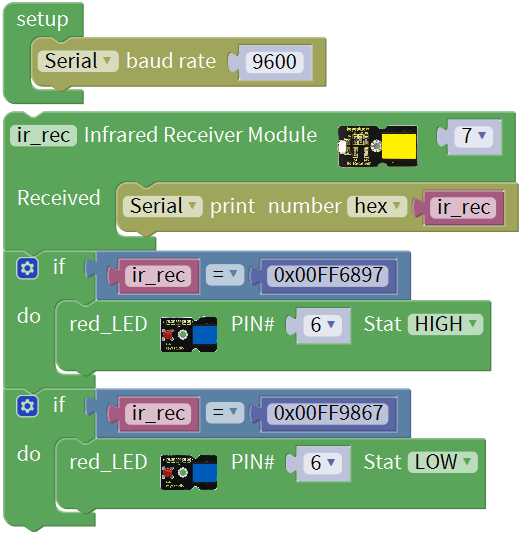 setup
Serial baud rate 9600
ir_rec Infrared Receiver Module 7
Received Serial print number hex ir_rec
if ir_rec = 0x00FF6897
do red_LED PIN# 6 Stat HIGH
if ir_rec = 0x00FF9867
do red_LED PIN# 6 Stat LOW